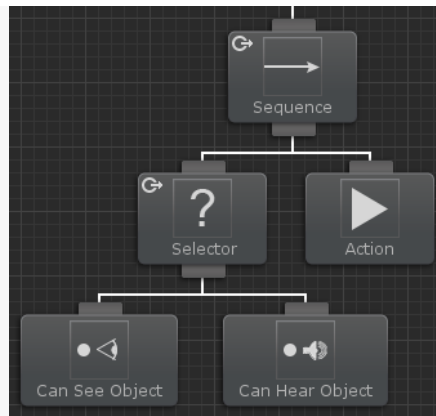 Sequence
?
Selector
Action
Can See Object
Can Hear Object